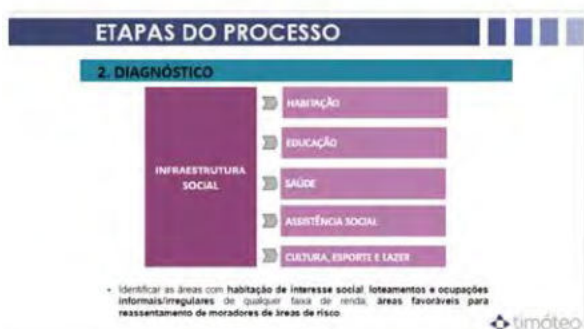 ETAPAS DO PROCESSO
2. DIAGNÓSTICO
INFRAESTRUTURA
SOCIAL
HABITAÇÃO
EDUCAÇÃO
SAÚDE
ASSISTÊNCIA SOCIAL
CULTURA, ESPORTE E LAZER
• Identificar as áreas com habitação de interesse social, loteamentos e ocupações
informais/irregulares de qualquer faixa de renda, áreas favoráveis para
reassentamento de moradores de áreas de risco.
timóteo